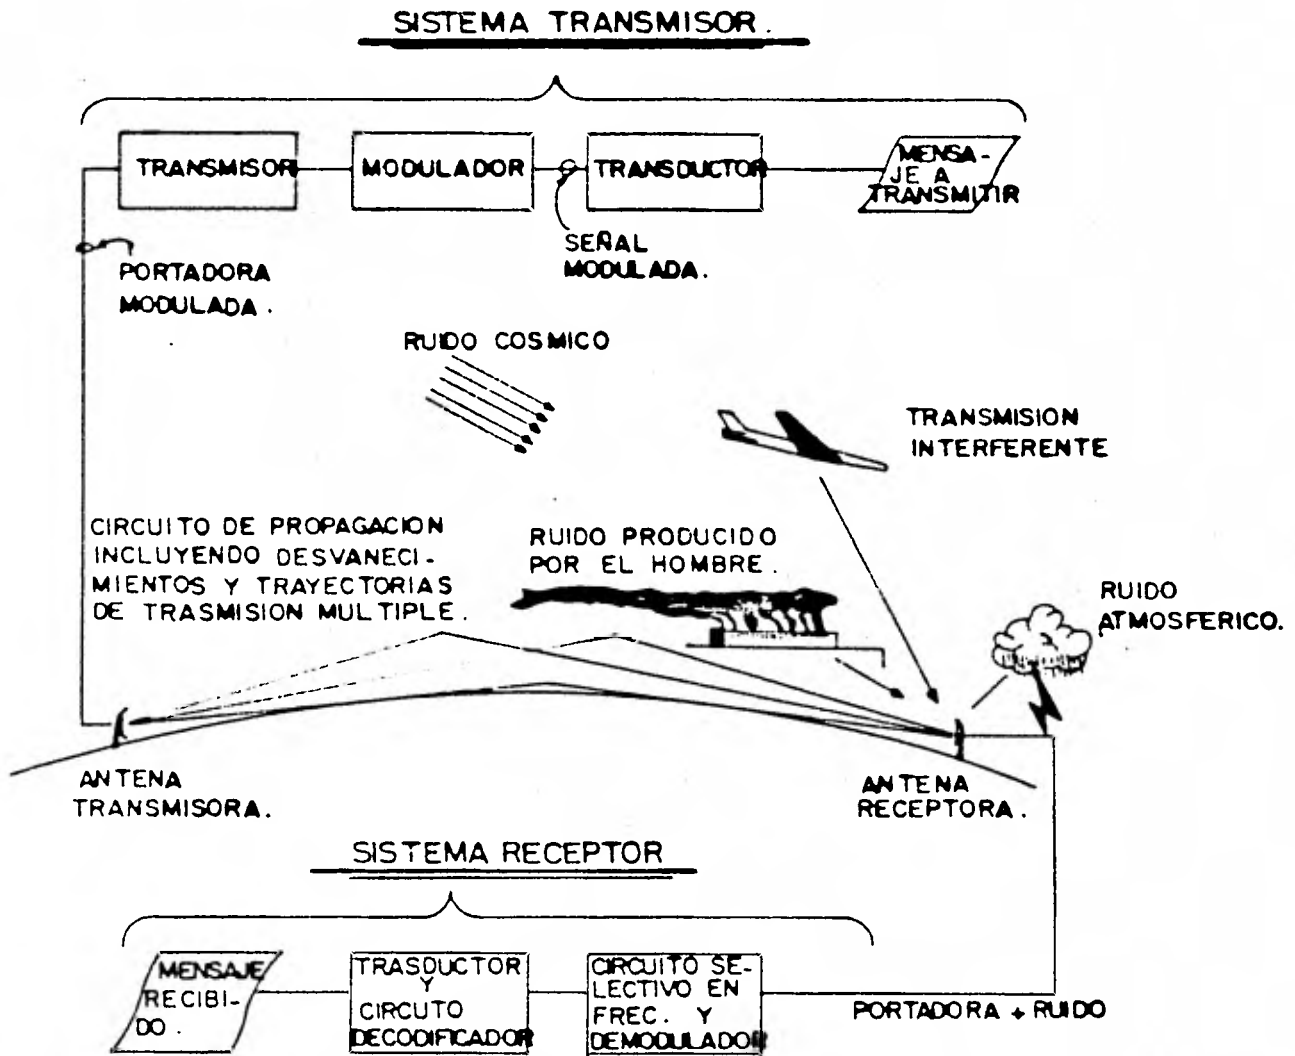 SISTEMA TRANSMISOR.
TRANSMISOR
MODULADOR
TRANSDUCTOR
MENSA-
JE A
TRANSMITIR
PORTADORA
MODULADA.
SEÑAL
MODULADA.
RUIDO COSMICO
TRANSMISION
INTERFERENTE
CIRCUITO DE PROPAGACION
INCLUYENDO DESVANECI-
MIENTOS Y TRAYECTORIAS
DE TRASMISION MULTIPLE.
RUIDO PRODUCIDO
POR EL HOMBRE.
RUIDO
ATMOSFERICO.
ANTENA
TRANSMISORA.
ANTENA
RECEPTORA.
SISTEMA RECEPTOR
MENSAJE
RECIBI-
DO.
TRASDUCTOR
Y
CIRCUTO
DECODIFICADOR
CIRCUITO SE-
LECTIVO EN
FREC. Y
DEMODULADOR
PORTADORA + RUIDO